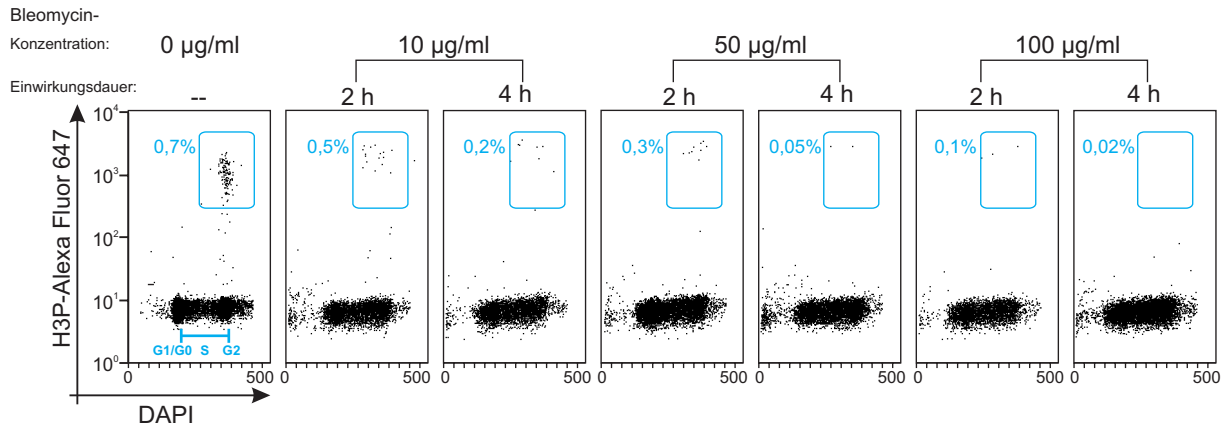 Bleomycin-
Konzentration: 0 µg/ml 10 µg/ml 50 µg/ml 100 µg/ml
Einwirkungsdauer: -- 2 h 4 h 2 h 4 h 2 h 4 h
H3P-Alexa Fluor 647
10⁴
10³
10²
10¹
10⁰
0,7% 0,5% 0,2% 0,3% 0,05% 0,1% 0,02%
G1/G0 S G2
0 500 0 500 0 500 0 500 0 500 0 500 0 500
DAPI